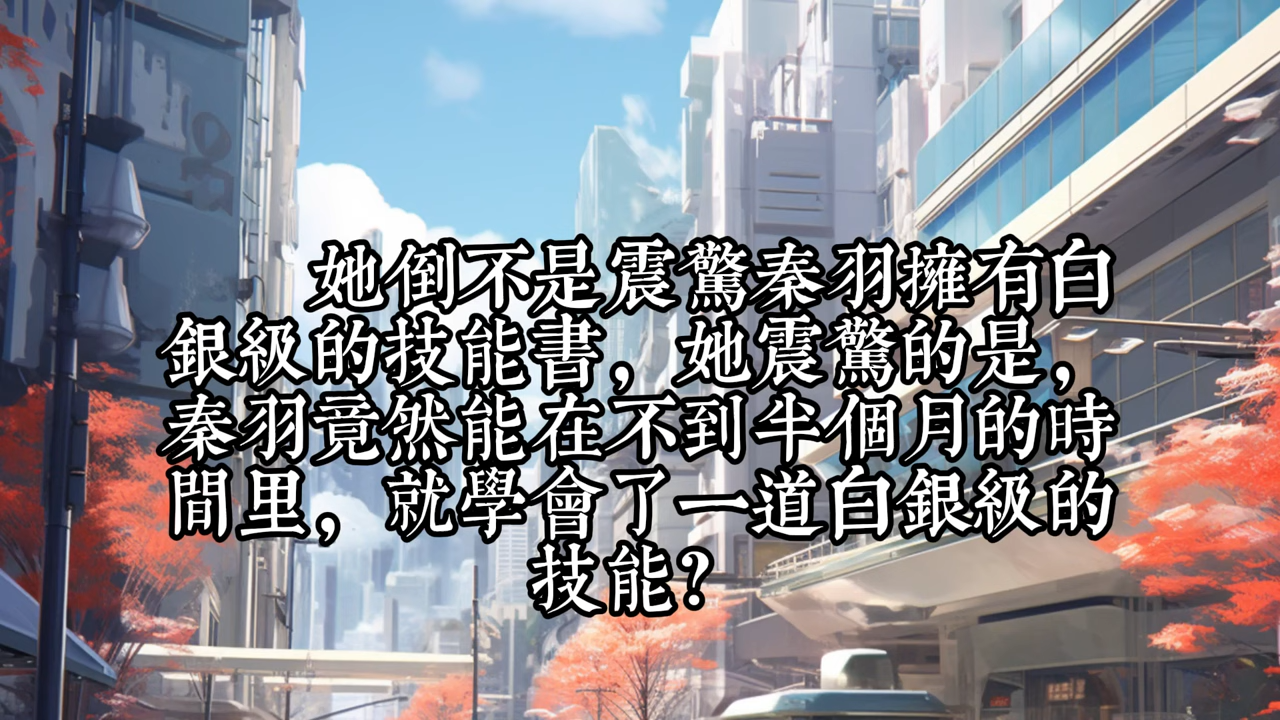 她倒不是震驚秦羽擁有白
銀級的技能書，她震驚的是，
秦羽竟然能在不到半個月的時
間里，就學會了一道白銀級的
技能？